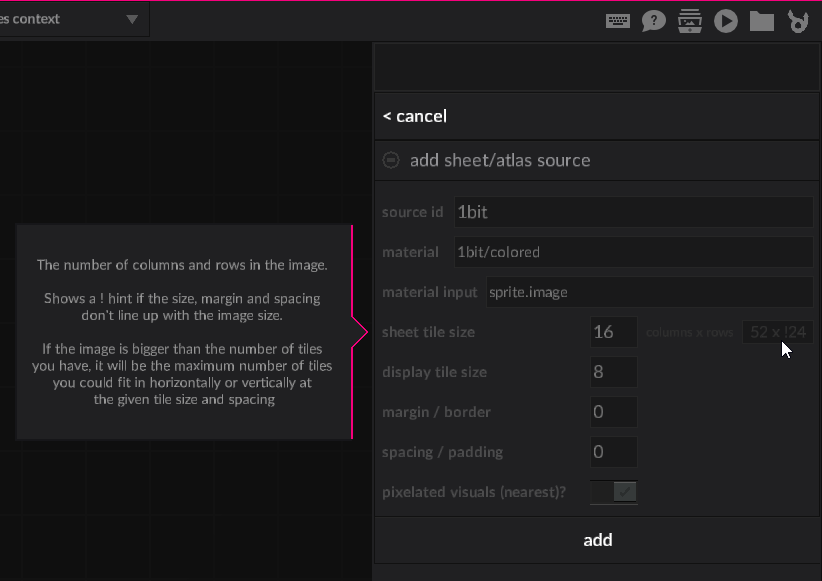 es context
< cancel
add sheet/atlas source
source id 1bit
material 1bit/colored
material input sprite.image
sheet tile size 16 columns x rows 52 x !24
display tile size 8
margin / border 0
spacing / padding 0
pixelated visuals (nearest)?
add
The number of columns and rows in the image.
Shows a ! hint if the size, margin and spacing
don't line up with the image size.
If the image is bigger than the number of tiles
you have, it will be the maximum number of tiles
you could fit in horizontally or vertically at
the given tile size and spacing